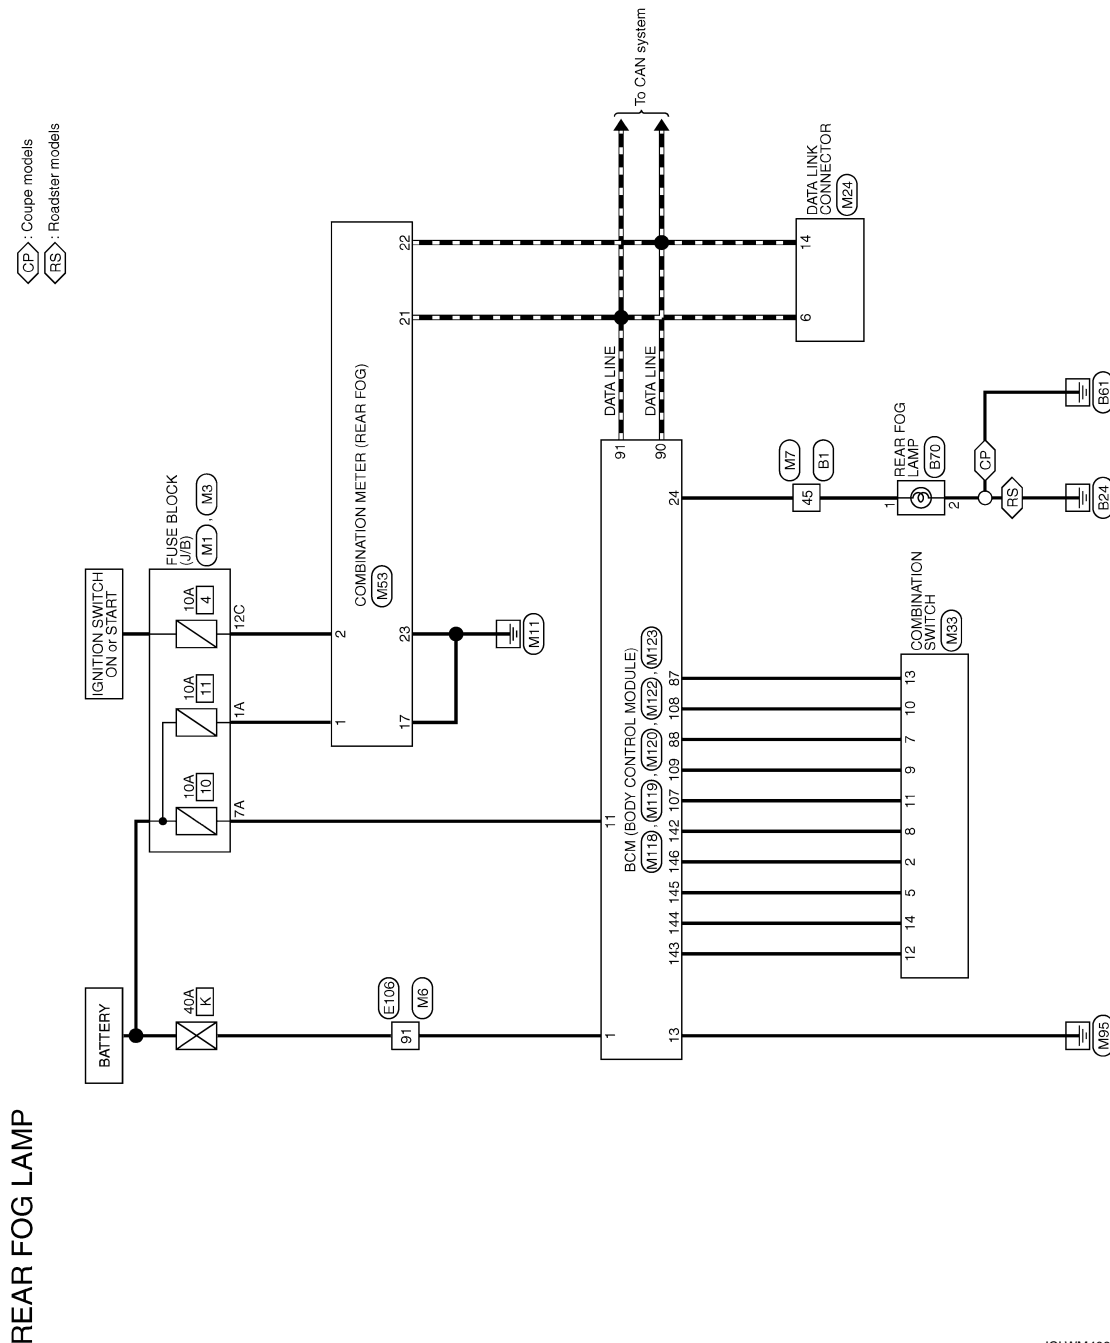 REAR FOG LAMP
CP : Coupe models
RS : Roadster models
BATTERY
IGNITION SWITCH
ON or START
40A
K
10A
10
10A
11
10A
4
FUSE BLOCK
(J/B)
M1 , M3
7A
1A
12C
E106
91
M6
1
2
21
22
COMBINATION METER (REAR FOG)
M53
17
23
M11
To CAN system
DATA LINE
DATA LINE
1
11
91
90
BCM (BODY CONTROL MODULE)
M118 , M119 , M120 , M122 , M123
13
143
144
145
146
142
107
109
88
108
87
24
DATA LINK
CONNECTOR
M24
6
14
M7
45
B1
12
14
5
2
8
11
9
7
10
13
COMBINATION
SWITCH
M33
REAR FOG
LAMP
B70
1
2
CP
RS
M95
B24
B61